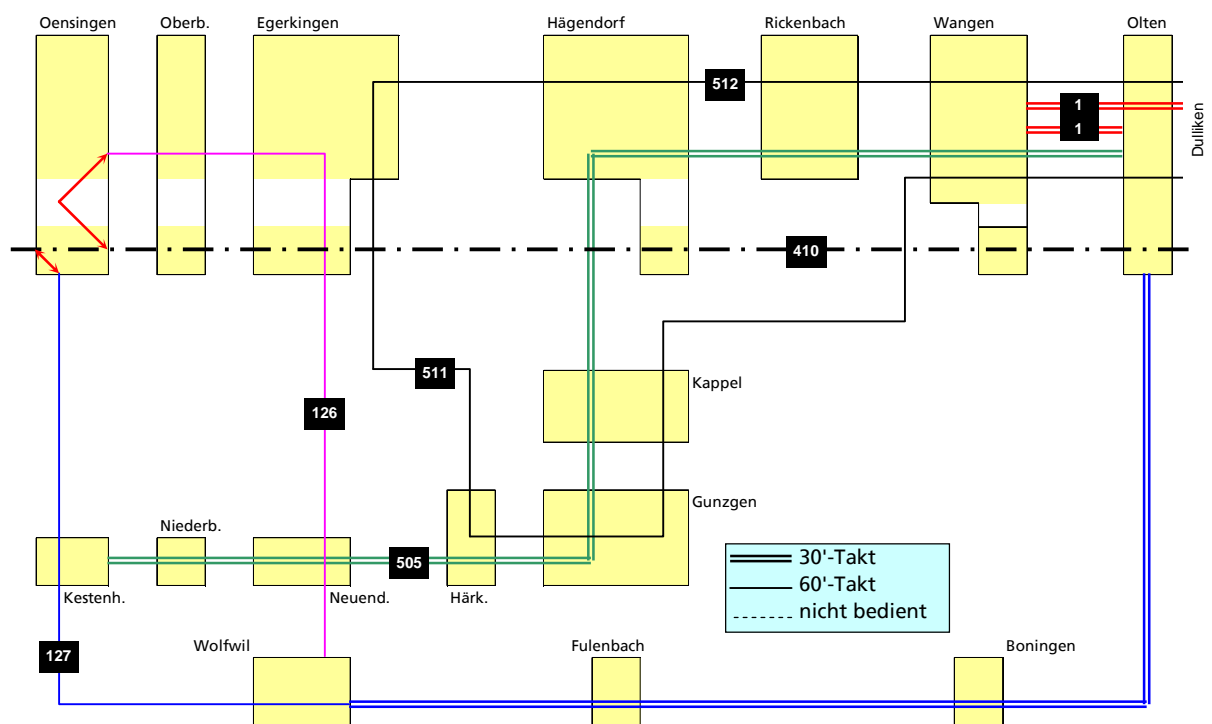 Oensingen
Oberb.
Egerkingen
Hägendorf
Rickenbach
Wangen
Olten
512
1
1
Dulliken
410
511
Kappel
126
Gunzgen
Niederb.
505
30'-Takt
60'-Takt
nicht bedient
Kestenh.
Neuend.
Härk.
Wolfwil
Fulenbach
Boningen
127